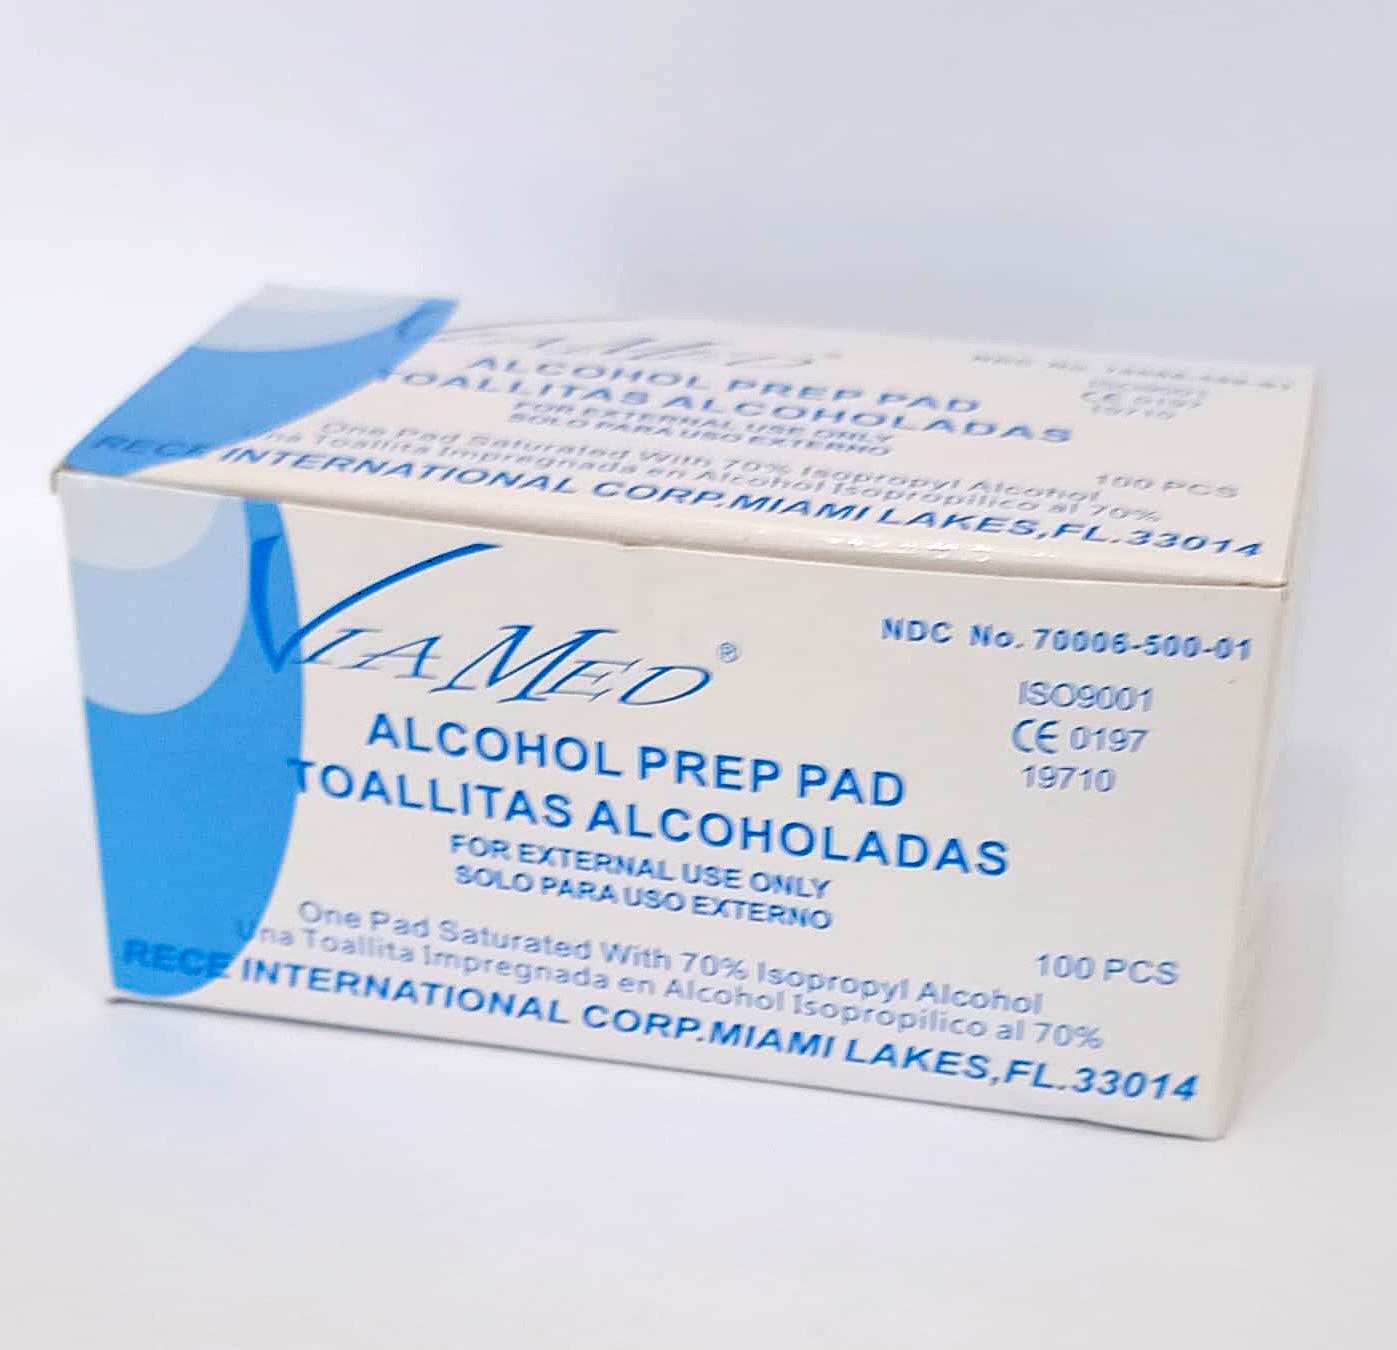 VIAMED®
ALCOHOL PREP PAD
TOALLITAS ALCOHOLADAS
FOR EXTERNAL USE ONLY
SOLO PARA USO EXTERNO
One Pad Saturated With 70% Isopropyl Alcohol
Una Toallita Impregnada en Alcohol Isopropílico al 70%
100 PCS
RECE INTERNATIONAL CORP.MIAMI LAKES,FL.33014
VIAMED®
NDC No. 70006-500-01
ISO9001
CE 0197
19710
ALCOHOL PREP PAD
TOALLITAS ALCOHOLADAS
FOR EXTERNAL USE ONLY
SOLO PARA USO EXTERNO
One Pad Saturated With 70% Isopropyl Alcohol
Una Toallita Impregnada en Alcohol Isopropílico al 70%
100 PCS
RECE INTERNATIONAL CORP.MIAMI LAKES,FL.33014